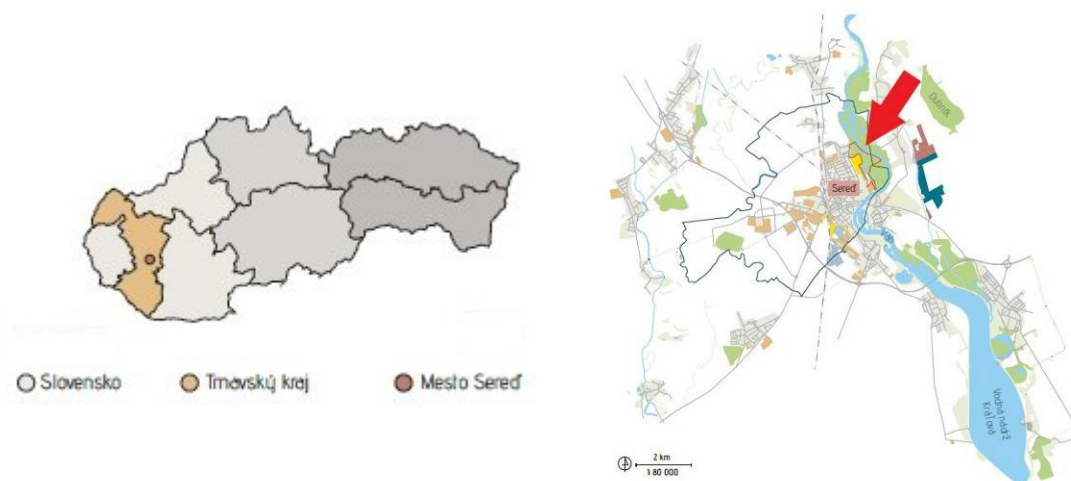 Slovensko
Trnavský kraj
Mesto Sereď
Dubník
Sereď
Váh
Vodná nádrž
Kráľová
2 km
1:80 000